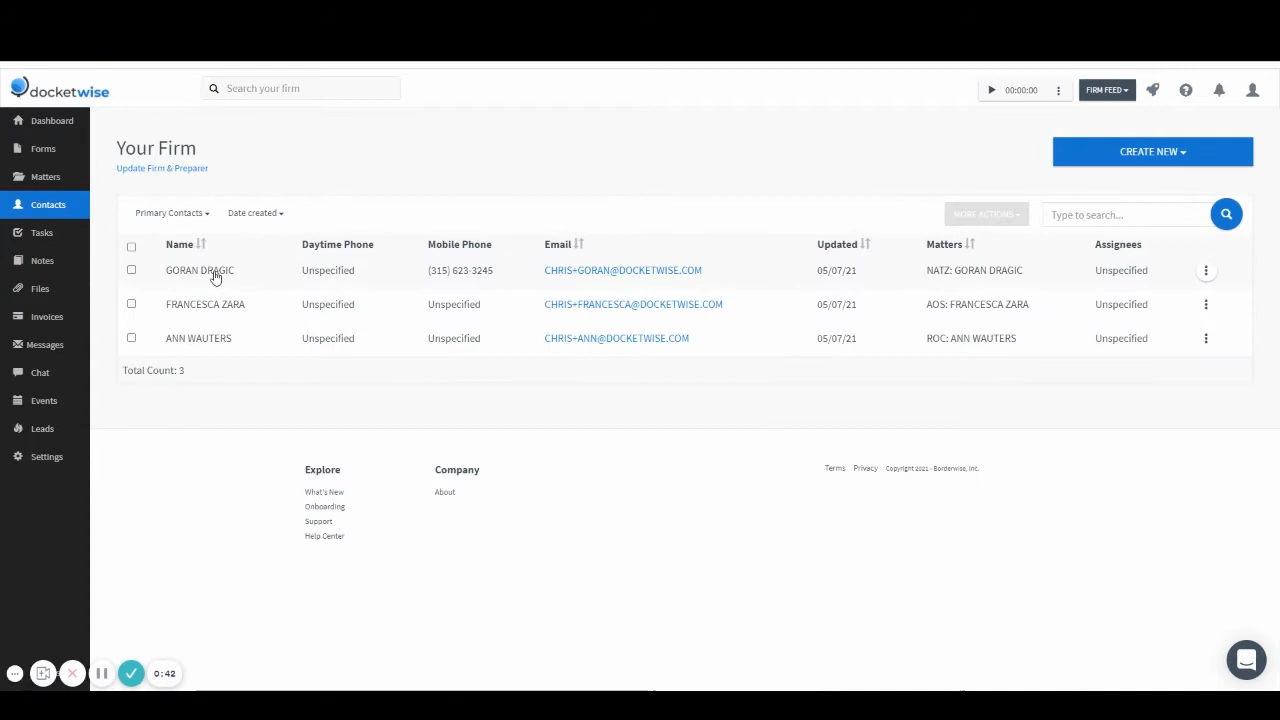 docketwise
Search your firm
00:00:00
FIRM FEED
Dashboard
Forms
Matters
Contacts
Tasks
Notes
Files
Invoices
Messages
Chat
Events
Leads
Settings
Your Firm
Update Firm & Preparer
CREATE NEW
Primary Contacts Date created
MORE ACTIONS
Type to search...
Name Daytime Phone Mobile Phone Email Updated Matters Assignees
GORAN DRAGIC Unspecified (315) 623-3245 CHRIS+GORAN@DOCKETWISE.COM 05/07/21 NATZ: GORAN DRAGIC Unspecified
FRANCESCA ZARA Unspecified Unspecified CHRIS+FRANCESCA@DOCKETWISE.COM 05/07/21 AOS: FRANCESCA ZARA Unspecified
ANN WAUTERS Unspecified Unspecified CHRIS+ANN@DOCKETWISE.COM 05/07/21 ROC: ANN WAUTERS Unspecified
Total Count: 3
Explore
What's New
Onboarding
Support
Help Center
Company
About
Terms Privacy Copyright 2021 - Borderwise, Inc.
0:42